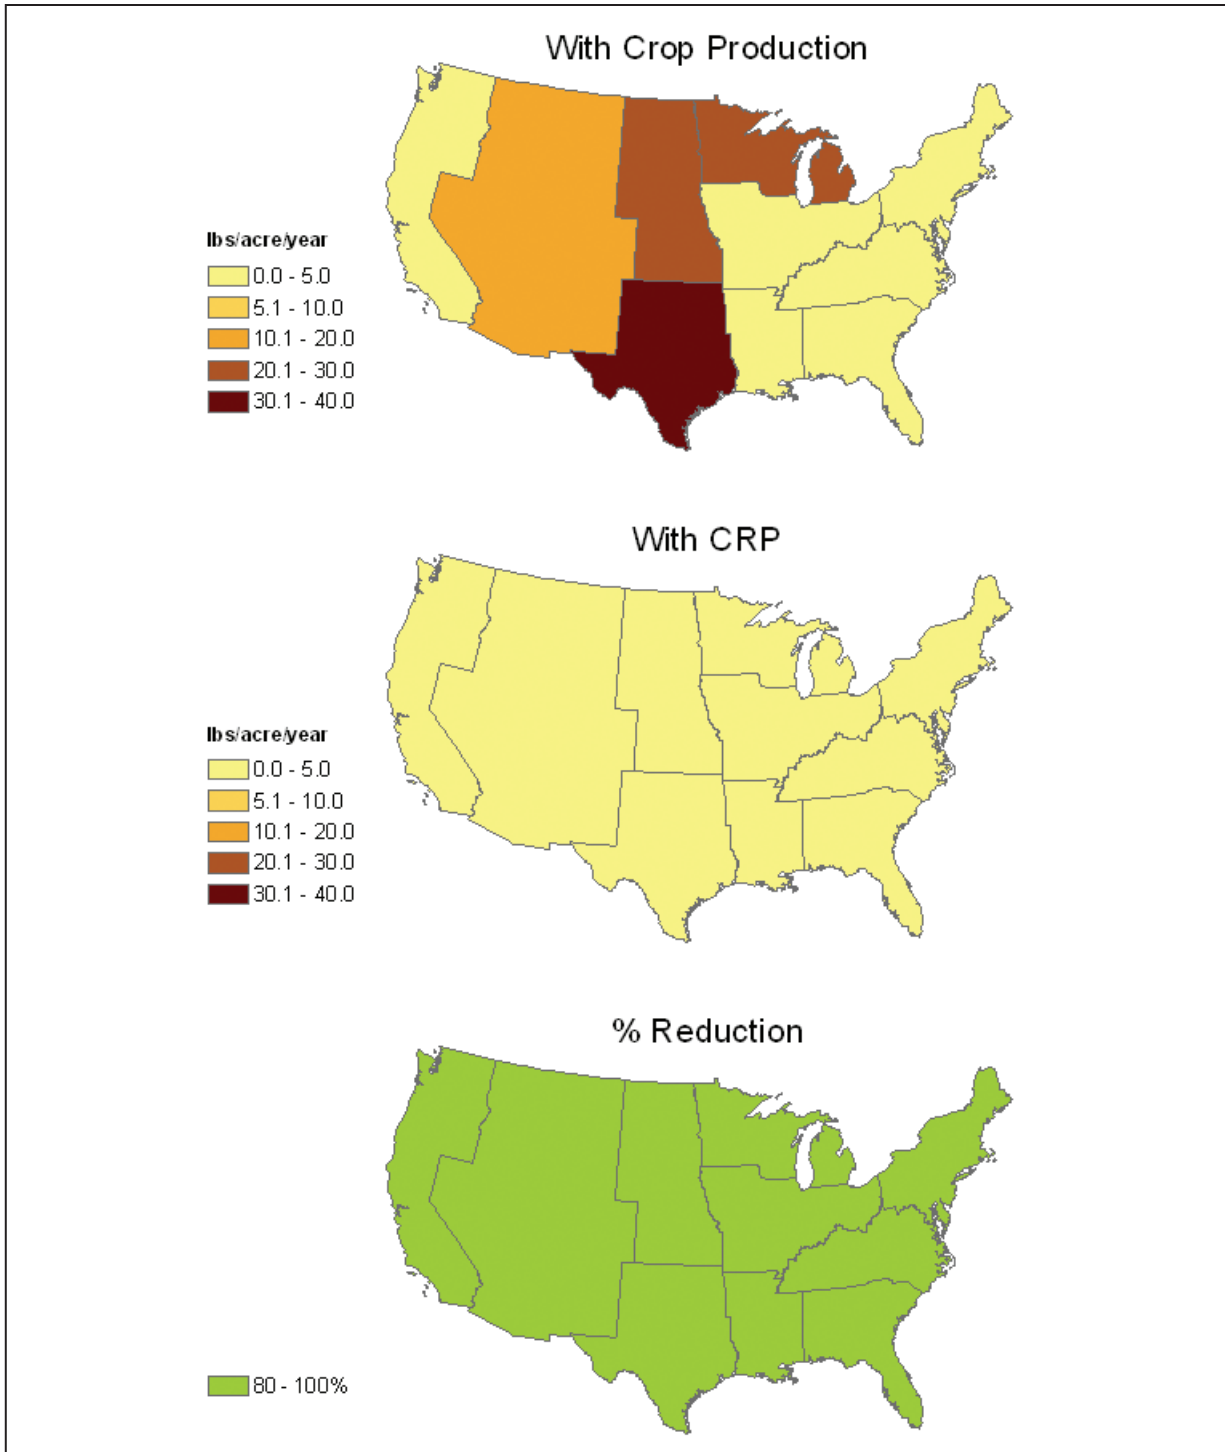 With Crop Production
lbs/acre/year
0.0 - 5.0
5.1 - 10.0
10.1 - 20.0
20.1 - 30.0
30.1 - 40.0
With CRP
lbs/acre/year
0.0 - 5.0
5.1 - 10.0
10.1 - 20.0
20.1 - 30.0
30.1 - 40.0
% Reduction
80 - 100%